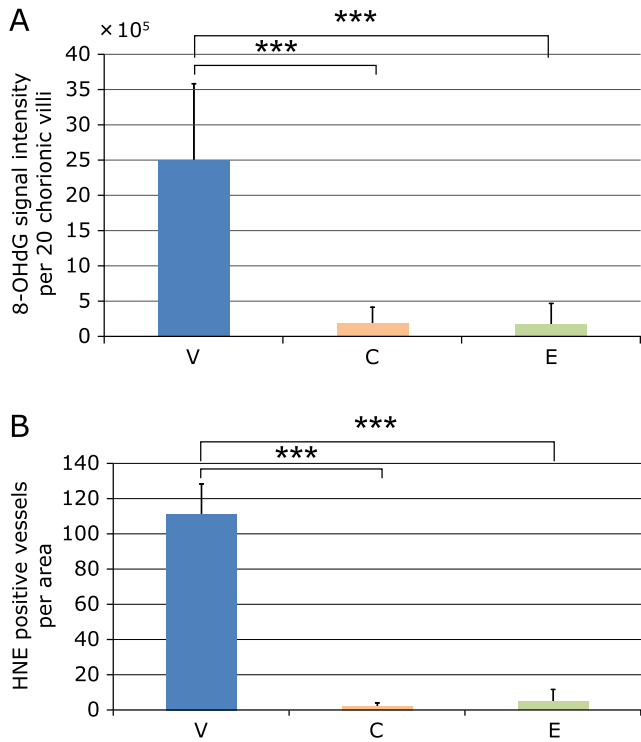 A
× 10⁵
***
***
8-OHdG signal intensity
per 20 chorionic villi
40
35
30
25
20
15
10
5
0
V C E
B
***
***
HNE positive vessels
per area
140
120
100
80
60
40
20
0
V C E